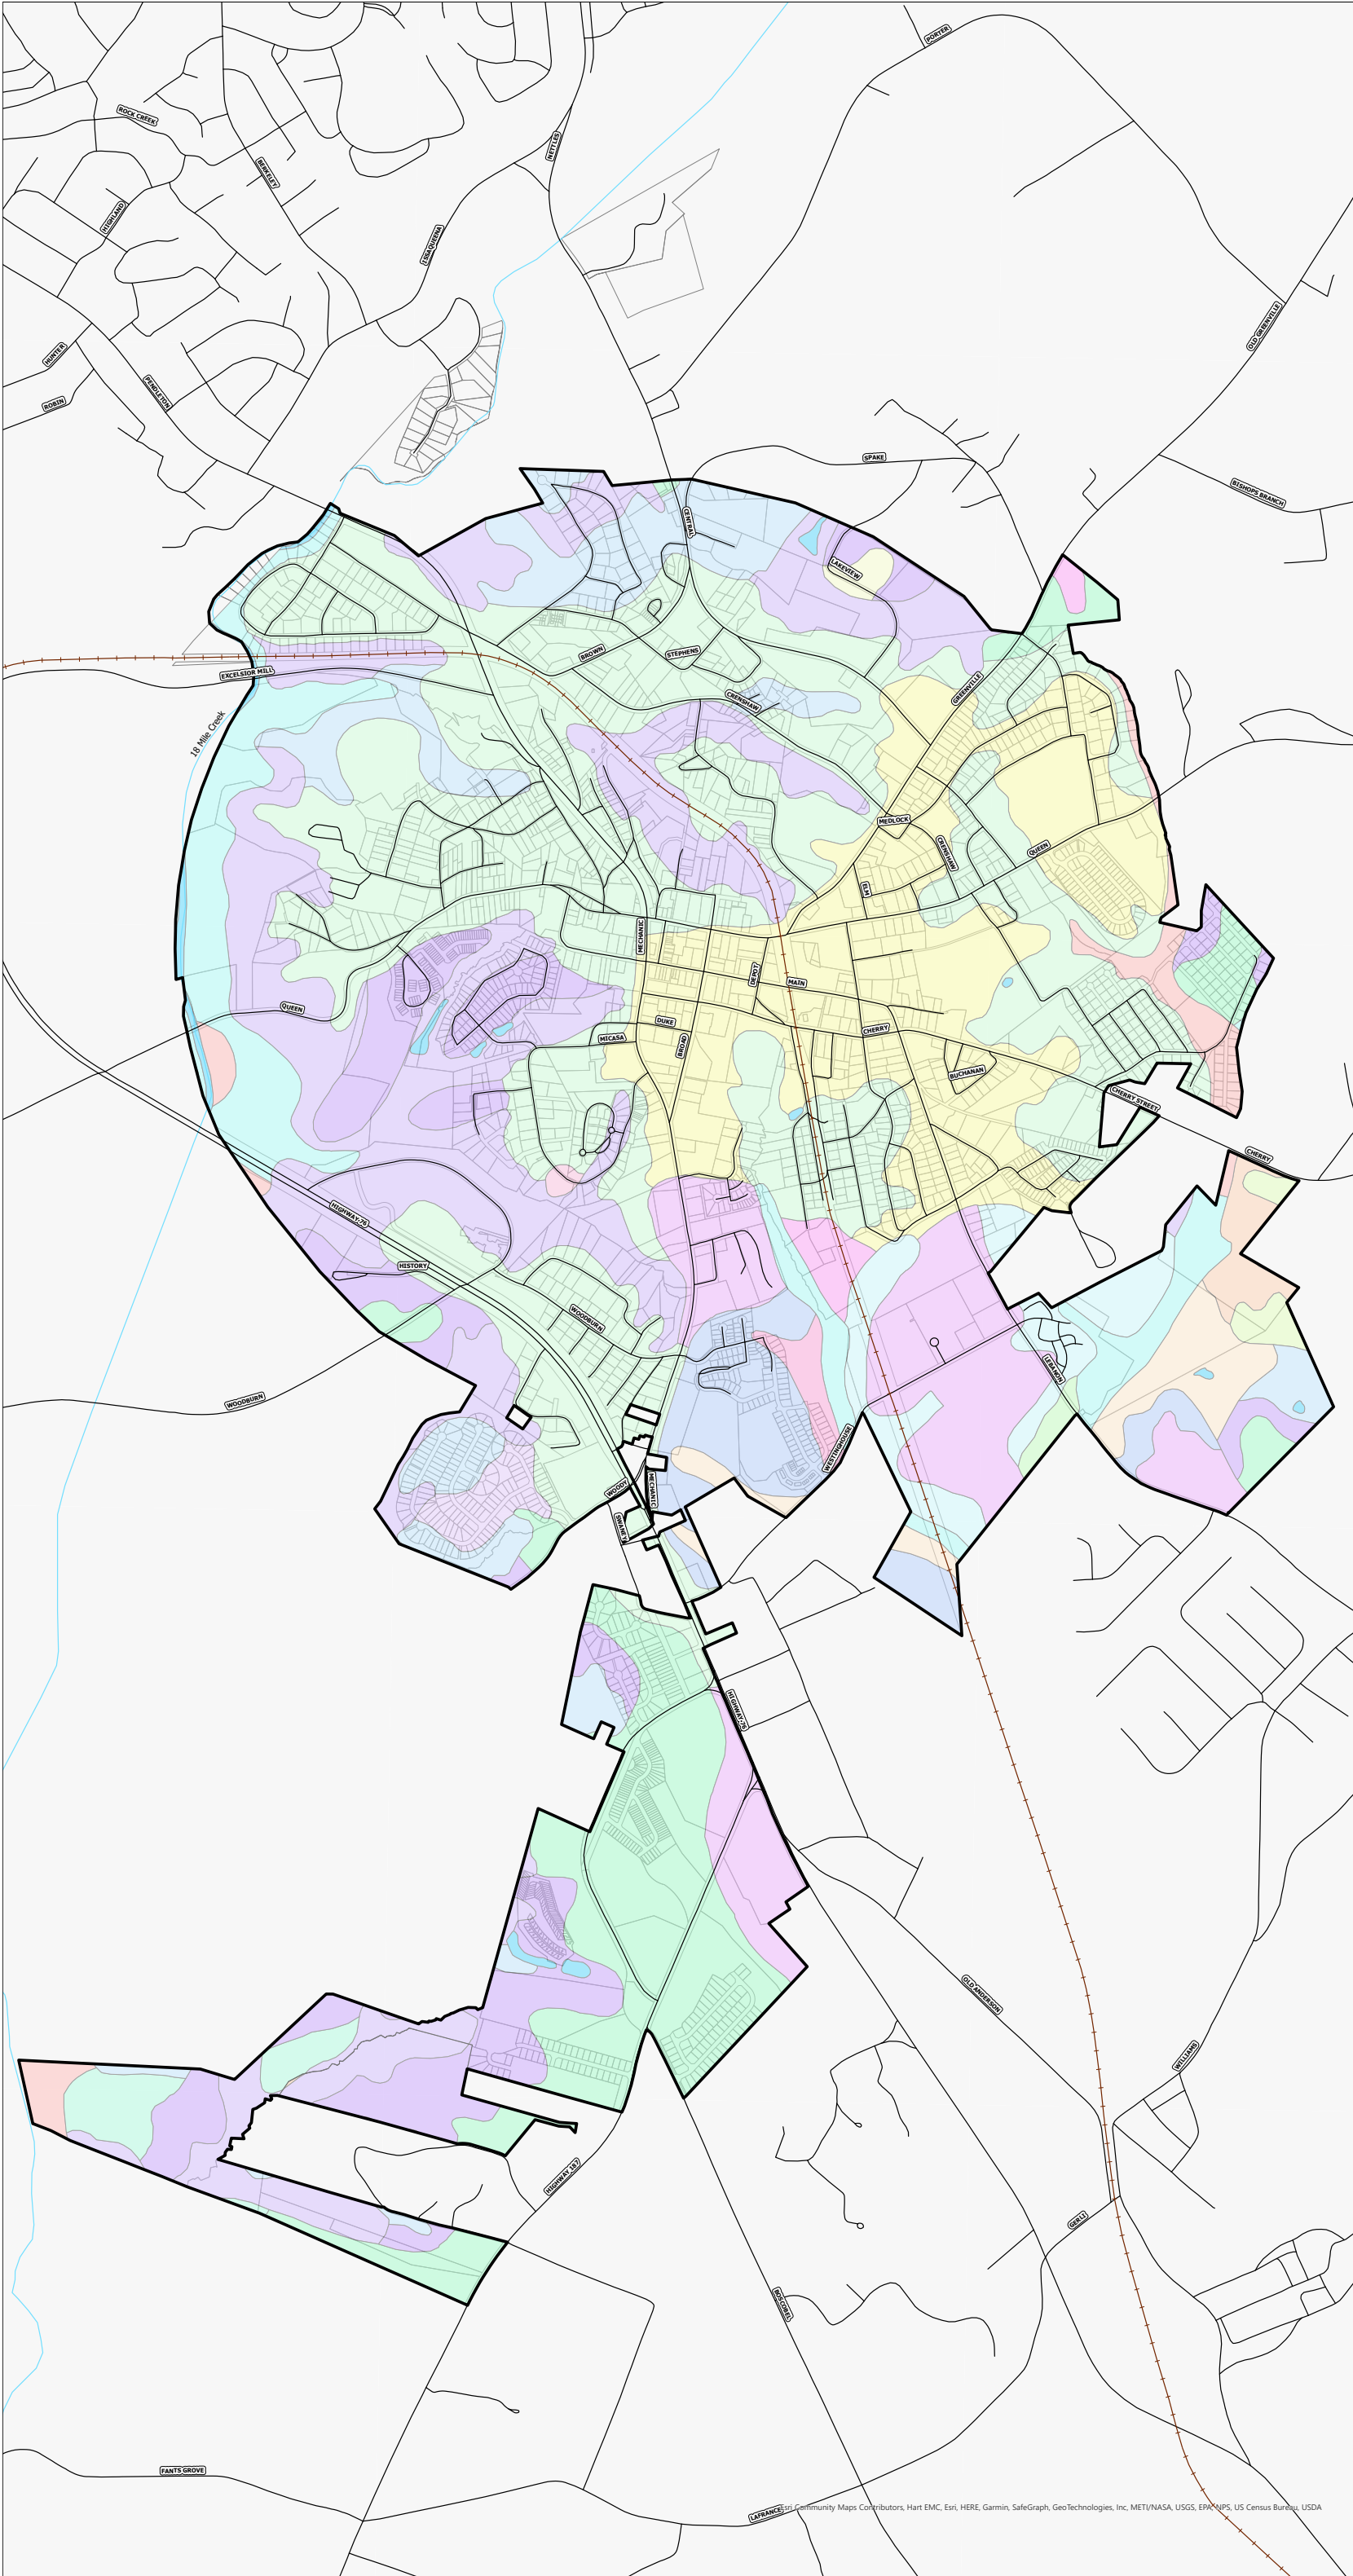 PORTER
ROCK CREEK
NETTLES
BERKELEY
HIGHLAND
ISSAQUEENA
OLD GREENVILLE
HUNTER
PENDLETON
ROBIN
SPAKE
BISHOPS BRANCH
CENTRAL
LAKEVIEW
BROWN
STEPHENS
EXCELSIOR MILL
GREENVILLE
CRENSHAW
18 Mile Creek
MEDLOCK
QUEEN
CRENSHAW
ELM
MECHANIC
DEPOT
MAIN
QUEEN
DUKE
CHERRY
MICASA
BROAD
BUCHANAN
CHERRY STREET
CHERRY
HIGHWAY-76
HISTORY
WOODBURN
LEBANON
WOODBURN
WESTINGHOUSE
WOODY
MECHANIC
SWANEY
HIGHWAY-76
OLD ANDERSON
WILLIAMS
HIGHWAY 187
GERLI
BOSCOBEL
FANTS GROVE
LAFRANCE
Esri Community Maps Contributors, Hart EMC, Esri, HERE, Garmin, SafeGraph, GeoTechnologies, Inc, METI/NASA, USGS, EPA, NPS, US Census Bureau, USDA